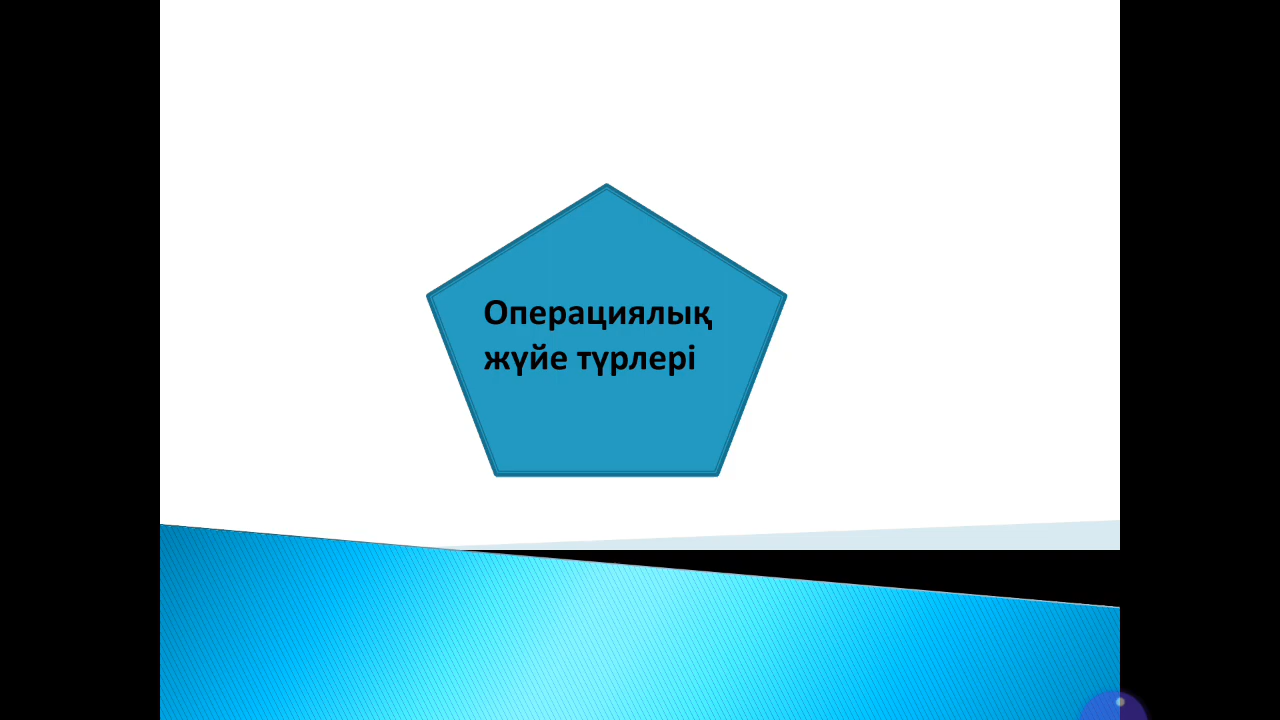 Операциялық
жүйе түрлері